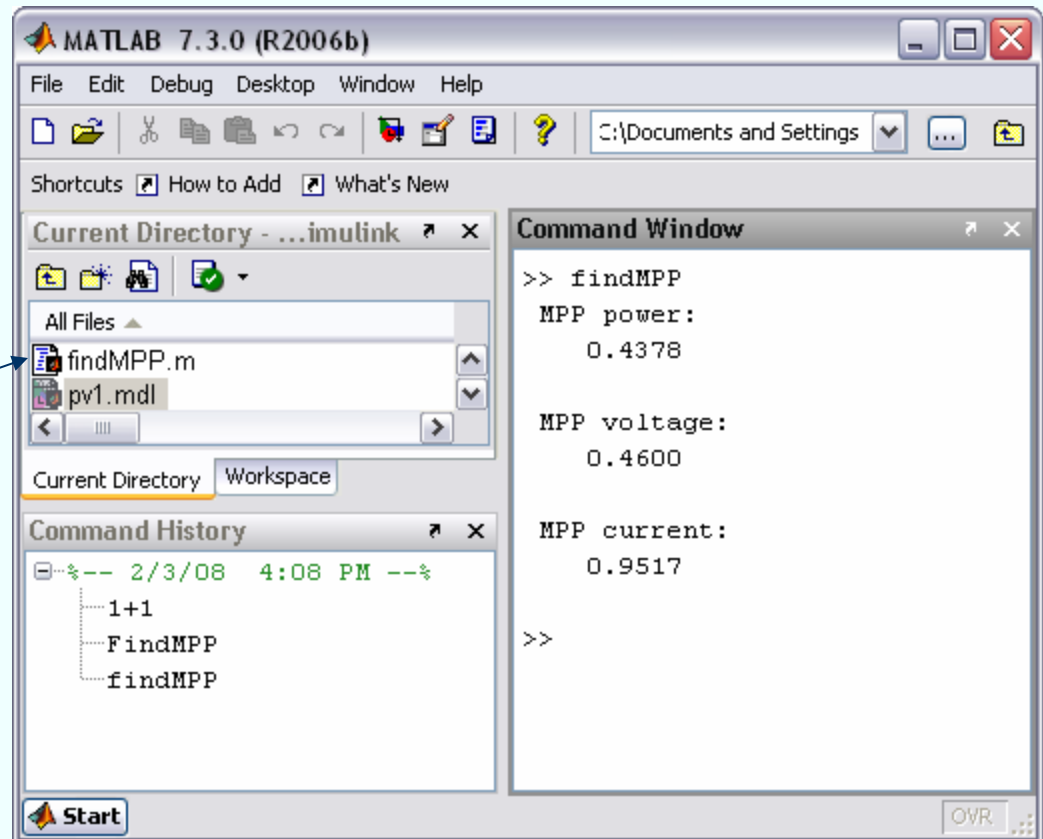 MATLAB 7.3.0 (R2006b)
File Edit Debug Desktop Window Help
C:\Documents and Settings ...
Shortcuts How to Add What's New
Current Directory - ...imulink
All Files
findMPP.m
pv1.mdl
Current Directory Workspace
Command History
%-- 2/3/08 4:08 PM --%
1+1
FindMPP
findMPP
Command Window
>> findMPP
MPP power:
0.4378
MPP voltage:
0.4600
MPP current:
0.9517
>>
Start
OVR